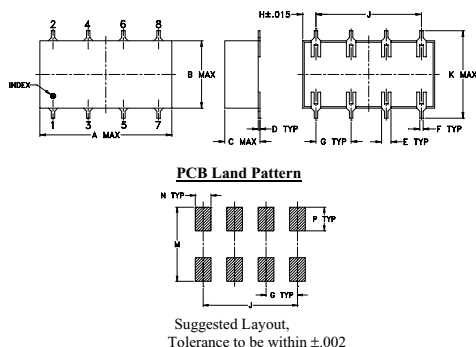 H±.015
J
2 4 6 8
B MAX
K MAX
INDEX
1 3 5 7
A MAX
C MAX
D TYP
G TYP
E TYP
F TYP
PCB Land Pattern
N TYP
P TYP
M
G TYP
J
Suggested Layout,
Tolerance to be within ±.002